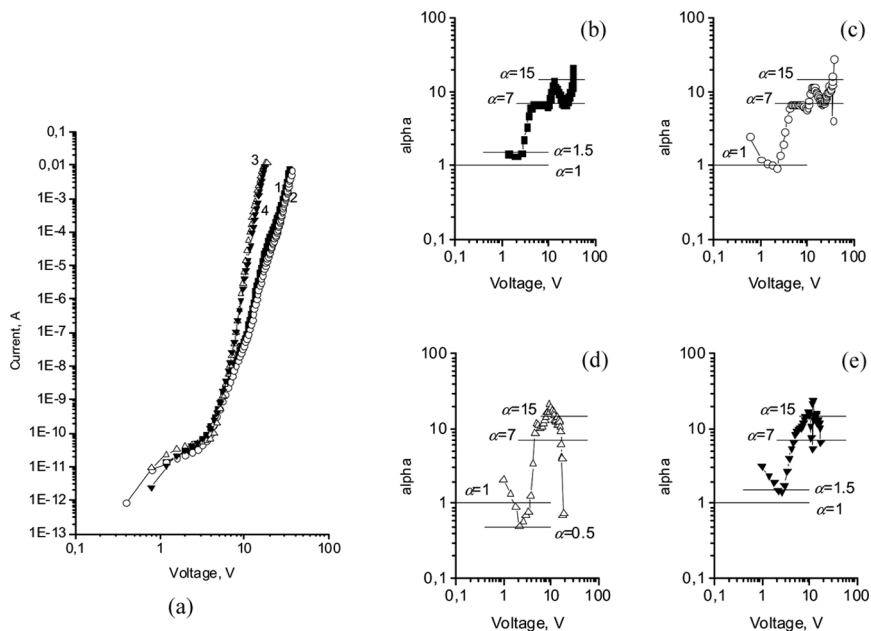 (a)
Current, A
0,1
0,01
1E-3
1E-4
1E-5
1E-6
1E-7
1E-8
1E-9
1E-10
1E-11
1E-12
1E-13
3
1
4
2
0,1 1 10 100
Voltage, V
(b)
alpha
100
10
1
0,1
α=15
α=7
α=1.5
α=1
0,1 1 10 100
Voltage, V
(c)
alpha
100
10
1
0,1
α=15
α=7
α=1
0,1 1 10 100
Voltage, V
(d)
alpha
100
10
1
0,1
α=15
α=7
α=1
α=0.5
0,1 1 10 100
Voltage, V
(e)
alpha
100
10
1
0,1
α=15
α=7
α=1.5
α=1
0,1 1 10 100
Voltage, V